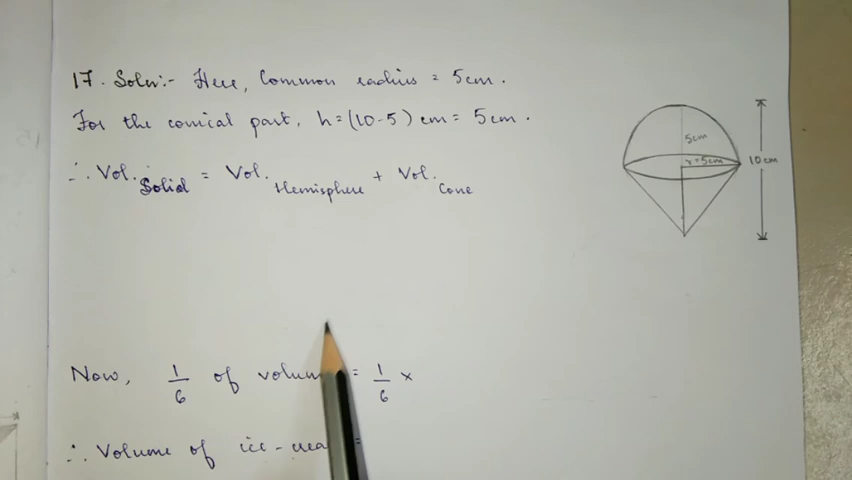 17. Soln:- Here, Common radius = 5cm.
For the conical part, h = (10-5) cm = 5cm.
∴ Vol. Solid = Vol. Hemisphere + Vol. Cone
5cm
r=5cm
10cm
Now, 1/6 of volum = 1/6 ×
∴ Volume of ice-crea =